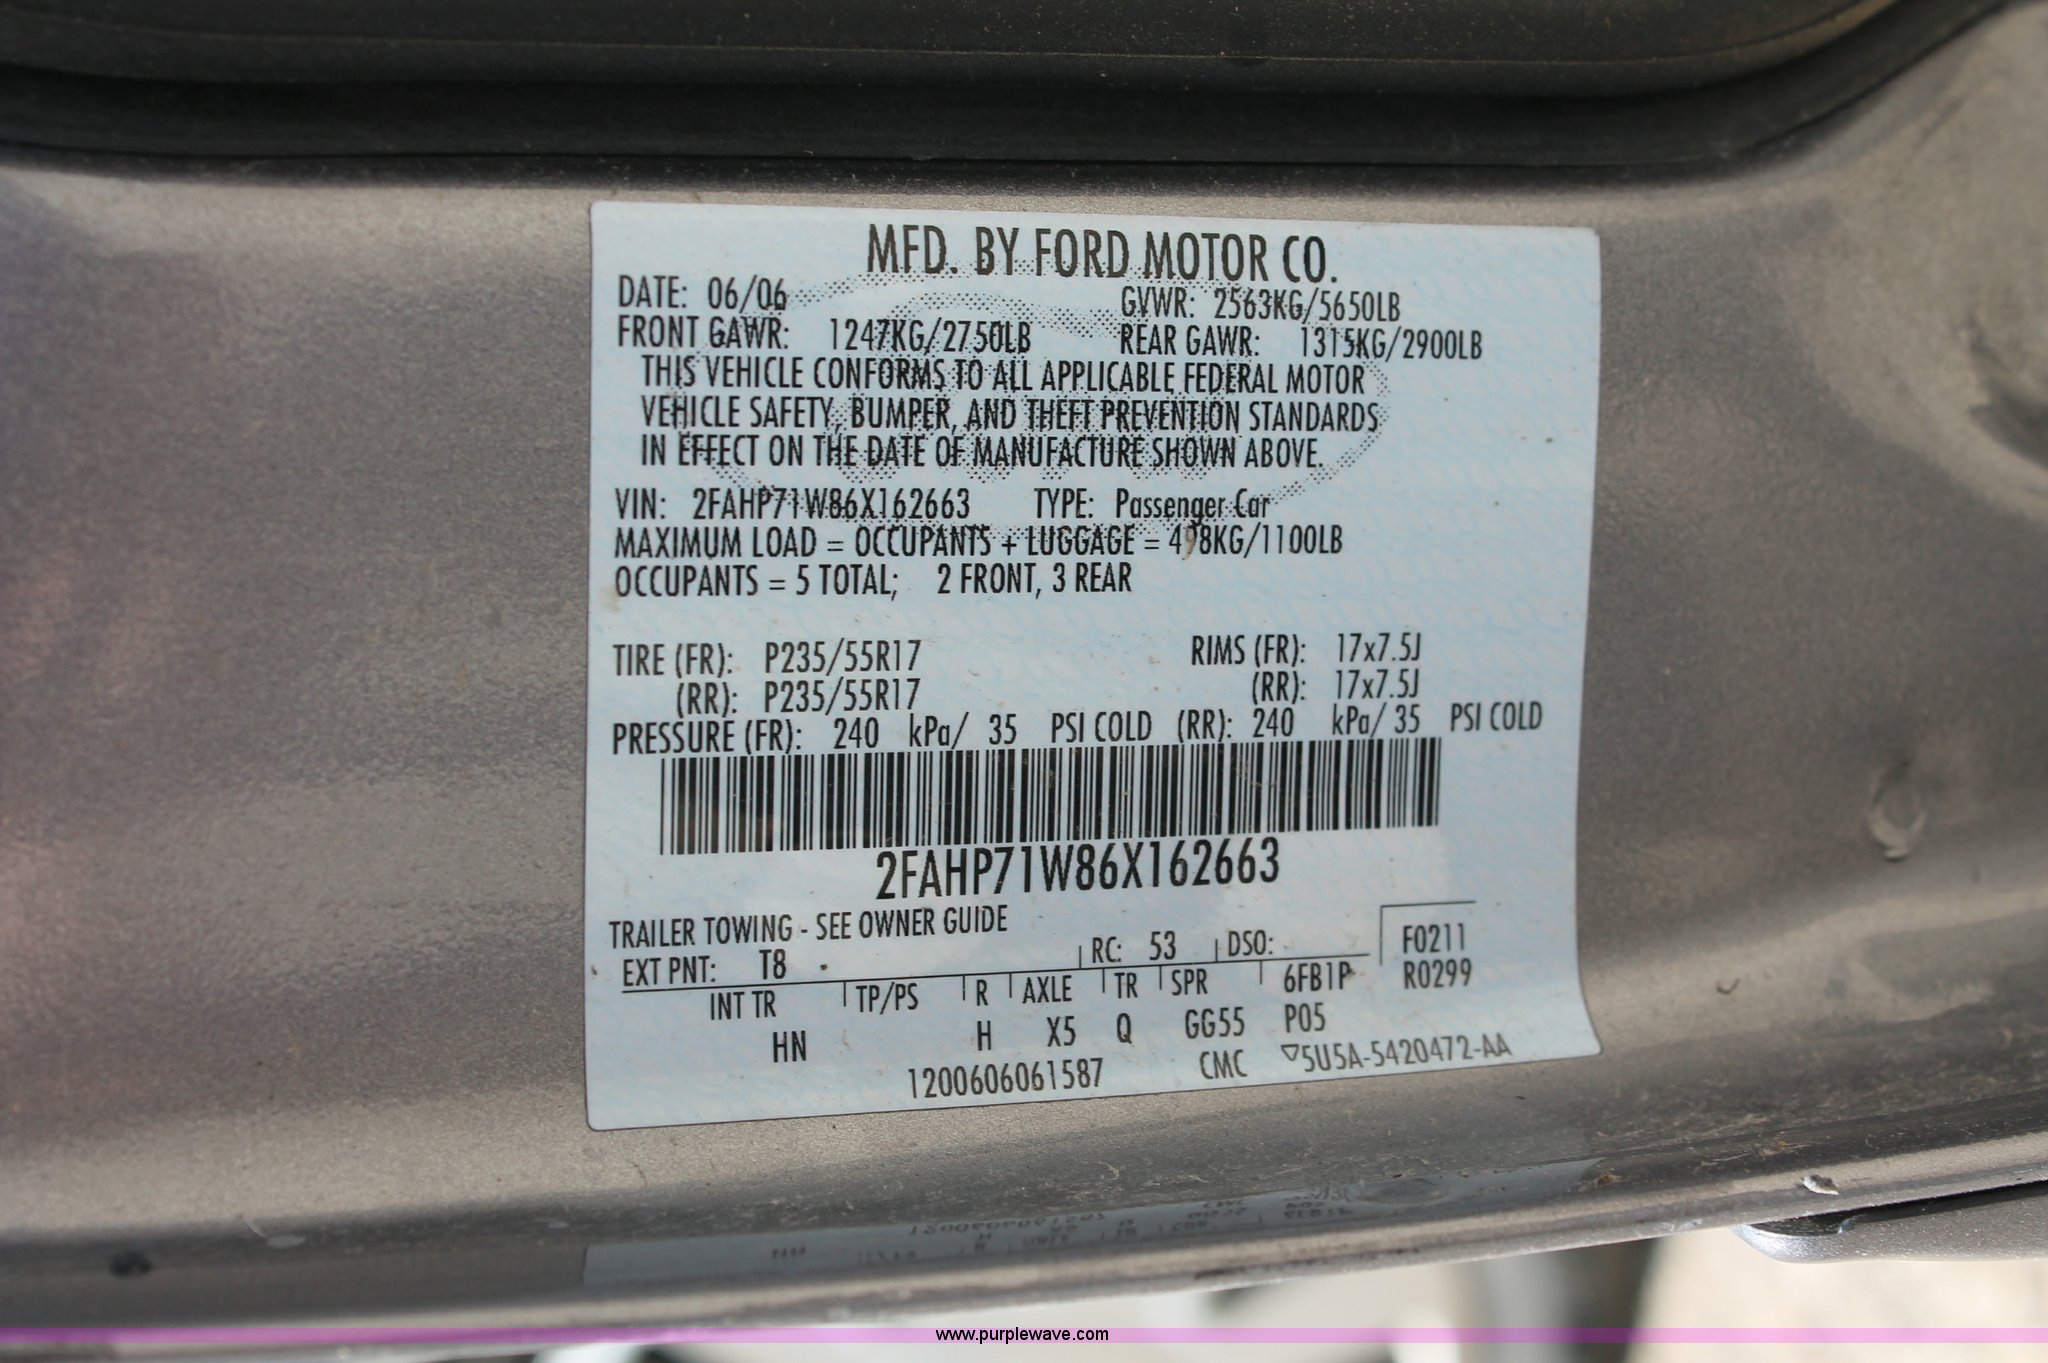 MFD. BY FORD MOTOR CO.
DATE: 06/06 GVWR: 2563KG/5650LB
FRONT GAWR: 1247KG/2750LB REAR GAWR: 1315KG/2900LB
THIS VEHICLE CONFORMS TO ALL APPLICABLE FEDERAL MOTOR
VEHICLE SAFETY, BUMPER, AND THEFT PREVENTION STANDARDS
IN EFFECT ON THE DATE OF MANUFACTURE SHOWN ABOVE.
VIN: 2FAHP71W86X162663 TYPE: Passenger Car
MAXIMUM LOAD = OCCUPANTS + LUGGAGE = 498KG/1100LB
OCCUPANTS = 5 TOTAL; 2 FRONT, 3 REAR
TIRE (FR): P235/55R17 RIMS (FR): 17x7.5J
(RR): P235/55R17 (RR): 17x7.5J
PRESSURE (FR): 240 kPa/ 35 PSI COLD (RR): 240 kPa/ 35 PSI COLD
2FAHP71W86X162663
TRAILER TOWING - SEE OWNER GUIDE
EXT PNT: T8 RC: 53 DSO: F0211
INT TR TP/PS R AXLE TR SPR 6FB1P R0299
HN H X5 Q GG55 P05
1200606061587 CMC ▽5U5A-5420472-AA
www.purplewave.com